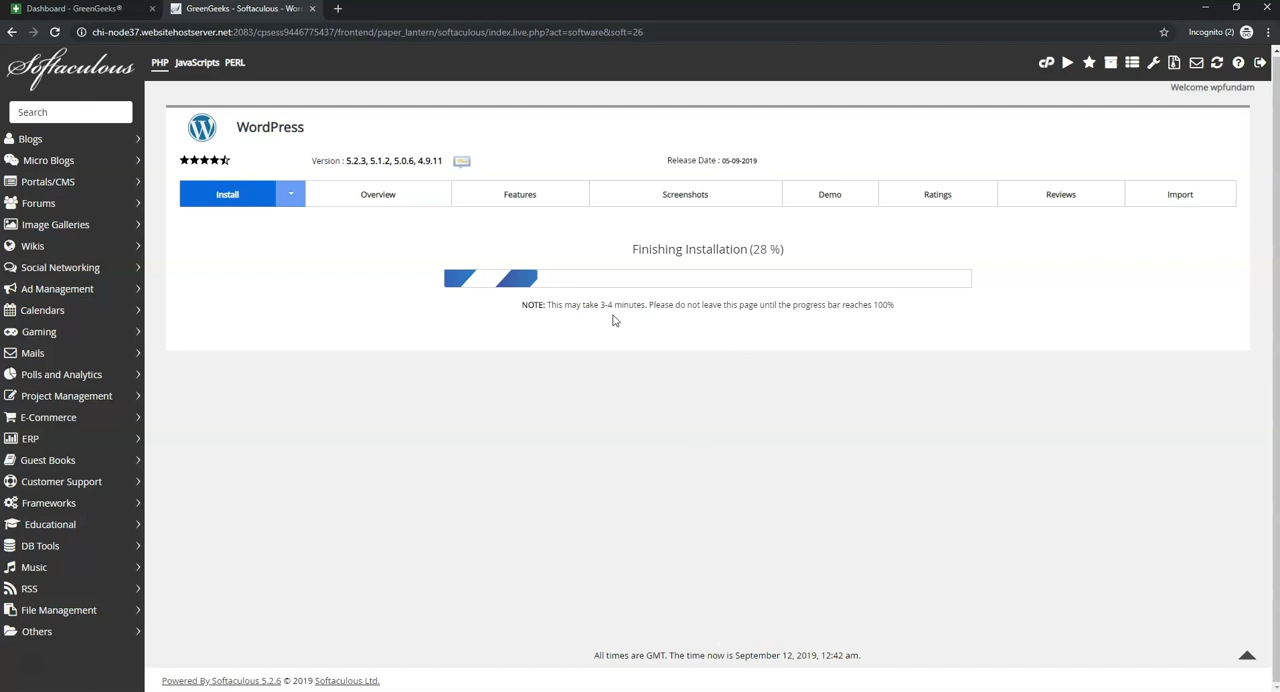 Dashboard - GreenGeeks®
GreenGeeks - Softaculous - Wor
chi-node37.websitehostserver.net:2083/cpsess9446775437/frontend/paper_lantern/softaculous/index.live.php?act=software&soft=26
Incognito (2)
Softaculous
PHP JavaScripts PERL
cP
Welcome wpfundam
Search
Blogs
Micro Blogs
Portals/CMS
Forums
Image Galleries
Wikis
Social Networking
Ad Management
Calendars
Gaming
Mails
Polls and Analytics
Project Management
E-Commerce
ERP
Guest Books
Customer Support
Frameworks
Educational
DB Tools
Music
RSS
File Management
Others
WordPress
Version : 5.2.3, 5.1.2, 5.0.6, 4.9.11
Release Date : 05-09-2019
Install Overview Features Screenshots Demo Ratings Reviews Import
Finishing Installation (28 %)
NOTE: This may take 3-4 minutes. Please do not leave this page until the progress bar reaches 100%
All times are GMT. The time now is September 12, 2019, 12:42 am.
Powered By Softaculous 5.2.6 © 2019 Softaculous Ltd.